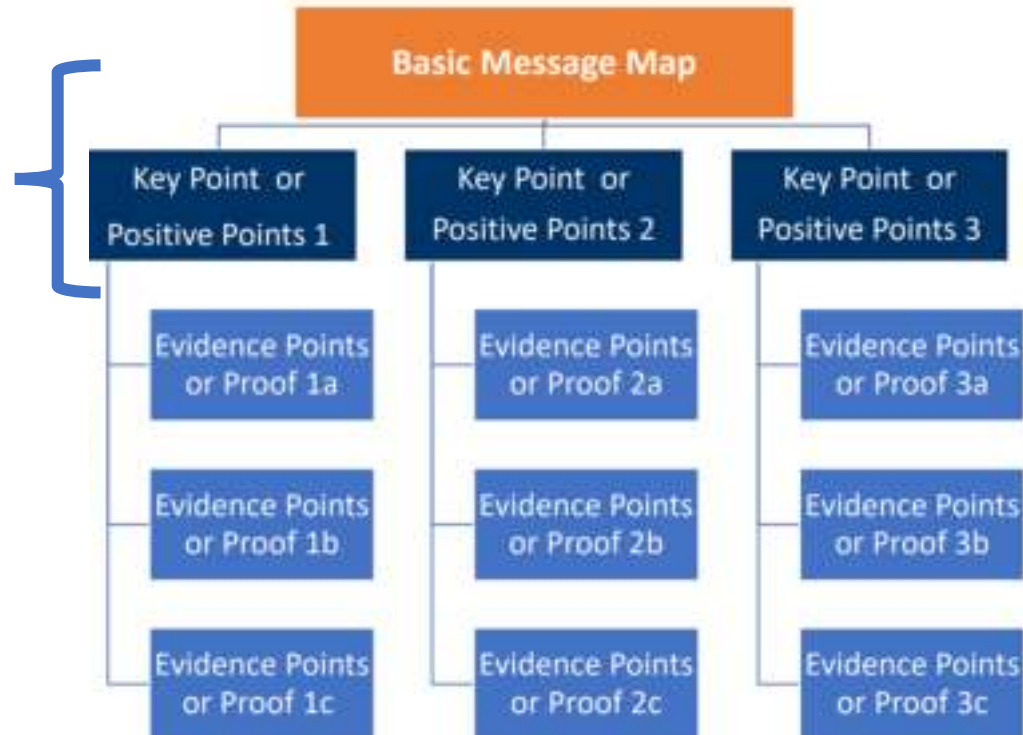 Basic Message Map
Key Point or
Positive Points 1
Key Point or
Positive Points 2
Key Point or
Positive Points 3
Evidence Points
or Proof 1a
Evidence Points
or Proof 2a
Evidence Points
or Proof 3a
Evidence Points
or Proof 1b
Evidence Points
or Proof 2b
Evidence Points
or Proof 3b
Evidence Points
or Proof 1c
Evidence Points
or Proof 2c
Evidence Points
or Proof 3c